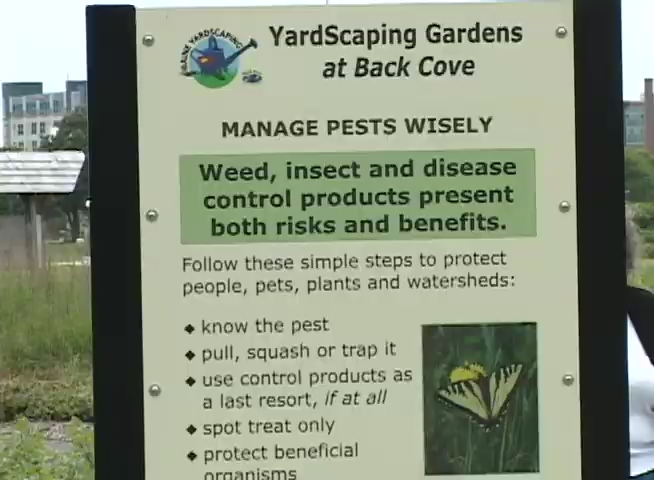 MAINE YARDSCAPING
YardScaping Gardens
at Back Cove
MANAGE PESTS WISELY
Weed, insect and disease
control products present
both risks and benefits.
Follow these simple steps to protect
people, pets, plants and watersheds:
◆ know the pest
◆ pull, squash or trap it
◆ use control products as
a last resort, if at all
◆ spot treat only
◆ protect beneficial
organisms